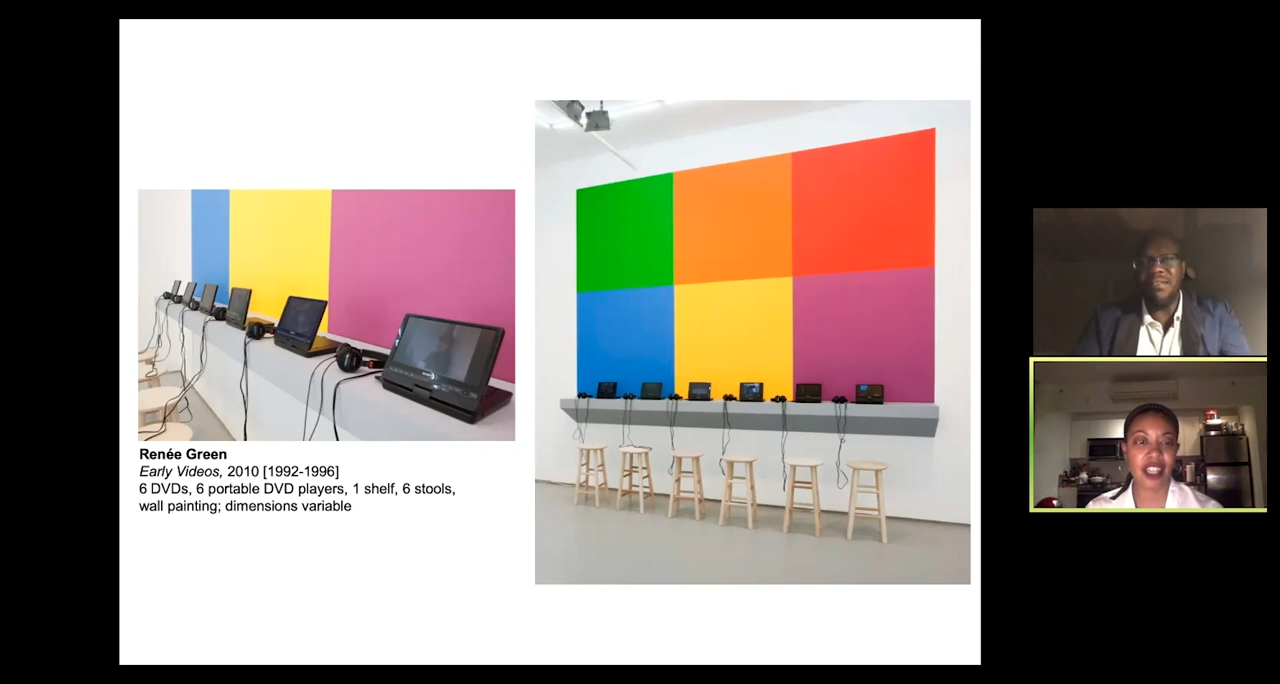 Renée Green
Early Videos, 2010 [1992-1996]
6 DVDs, 6 portable DVD players, 1 shelf, 6 stools,
wall painting; dimensions variable